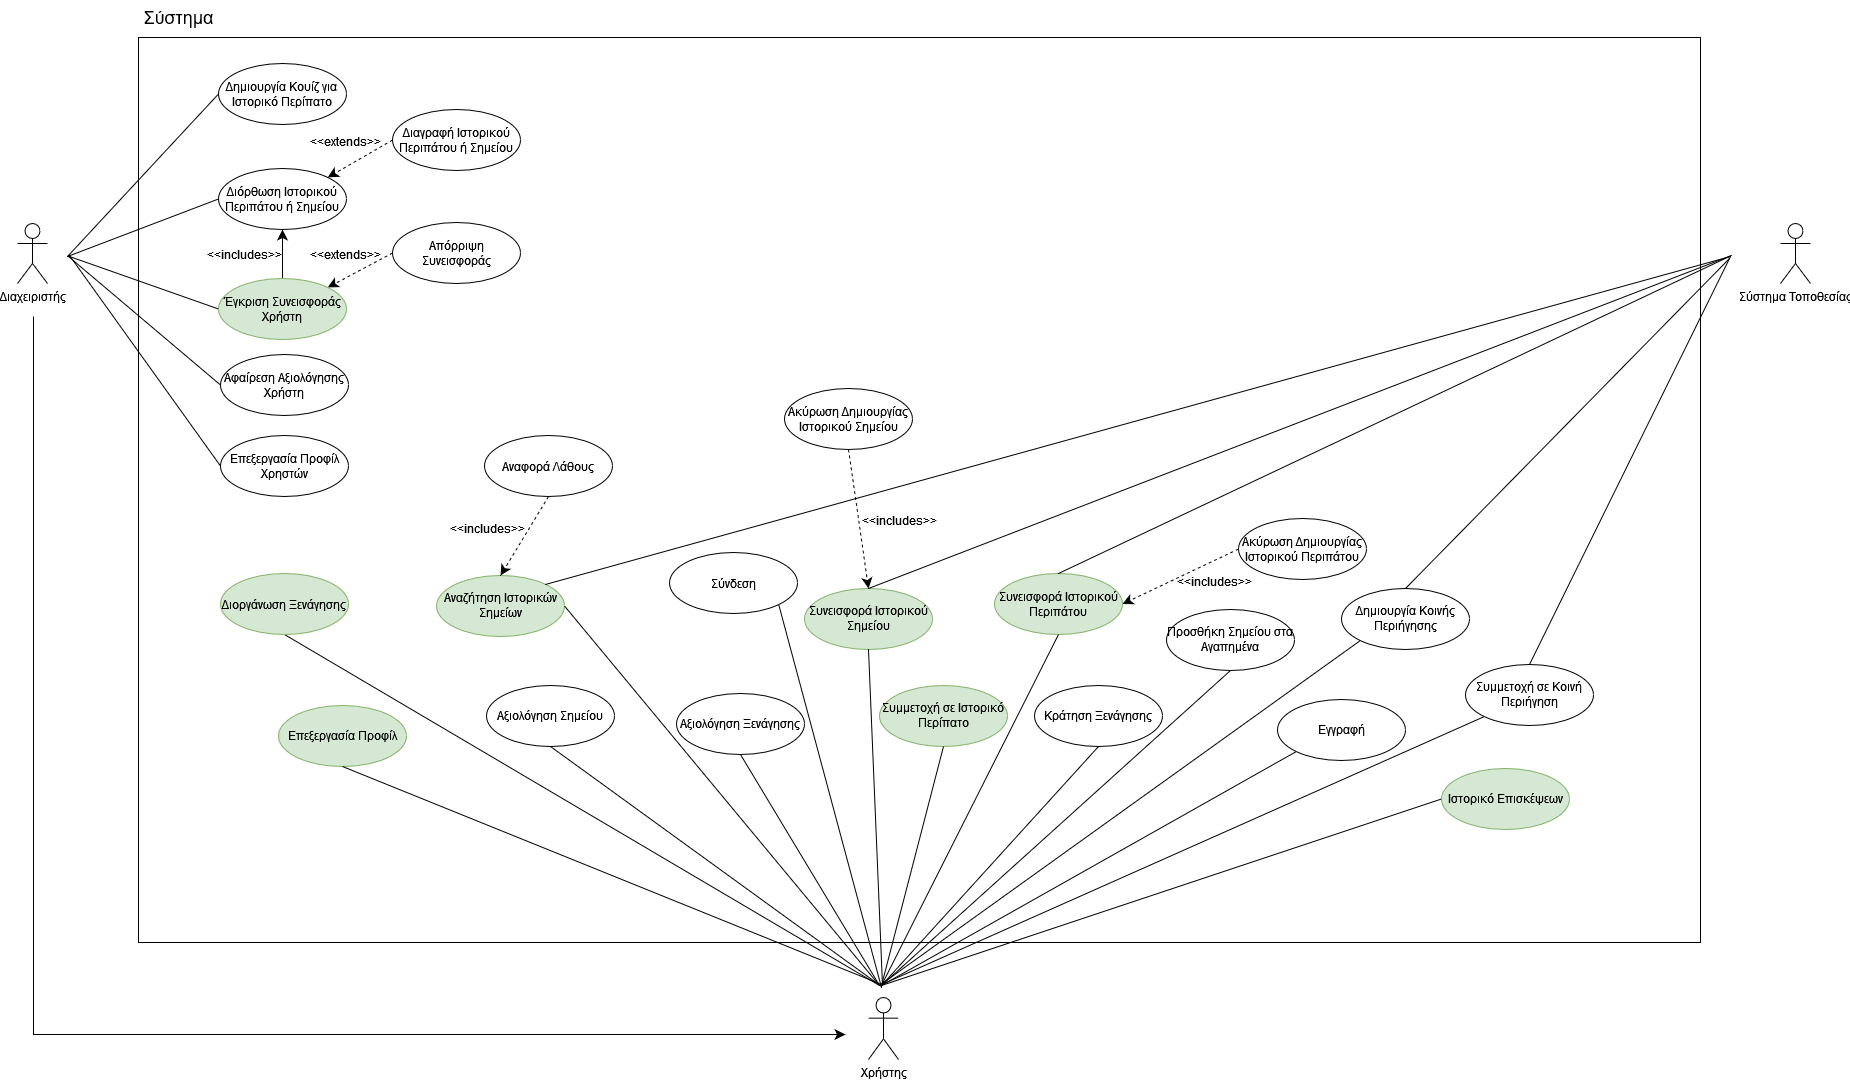 Σύστημα
Δημιουργία Κουίζ για
Ιστορικό Περίπατο
Διαγραφή Ιστορικού
Περιπάτου ή Σημείου
<<extends>>
Διόρθωση Ιστορικού
Περιπάτου ή Σημείου
Απόρριψη
Συνεισφοράς
<<includes>>
<<extends>>
Έγκριση Συνεισφοράς
Χρήστη
Διαχειριστής
Σύστημα Τοποθεσίας
Αφαίρεση Αξιολόγησης
Χρήστη
Επεξεργασία Προφίλ
Χρηστών
Αναφορά Λάθους
Ακύρωση Δημιουργίας
Ιστορικού Σημείου
<<includes>>
<<includes>>
Ακύρωση Δημιουργίας
Ιστορικού Περιπάτου
<<includes>>
Διοργάνωση Ξενάγησης
Αναζήτηση Ιστορικών
Σημείων
Σύνδεση
Συνεισφορά Ιστορικού
Σημείου
Συνεισφορά Ιστορικού
Περιπάτου
Προσθήκη Σημείου στα
Αγαπημένα
Δημιουργία Κοινής
Περιήγησης
Συμμετοχή σε Κοινή
Περιήγηση
Επεξεργασία Προφίλ
Αξιολόγηση Σημείου
Αξιολόγηση Ξενάγησης
Συμμετοχή σε Ιστορικό
Περίπατο
Κράτηση Ξενάγησης
Εγγραφή
Ιστορικό Επισκέψεων
Χρήστης